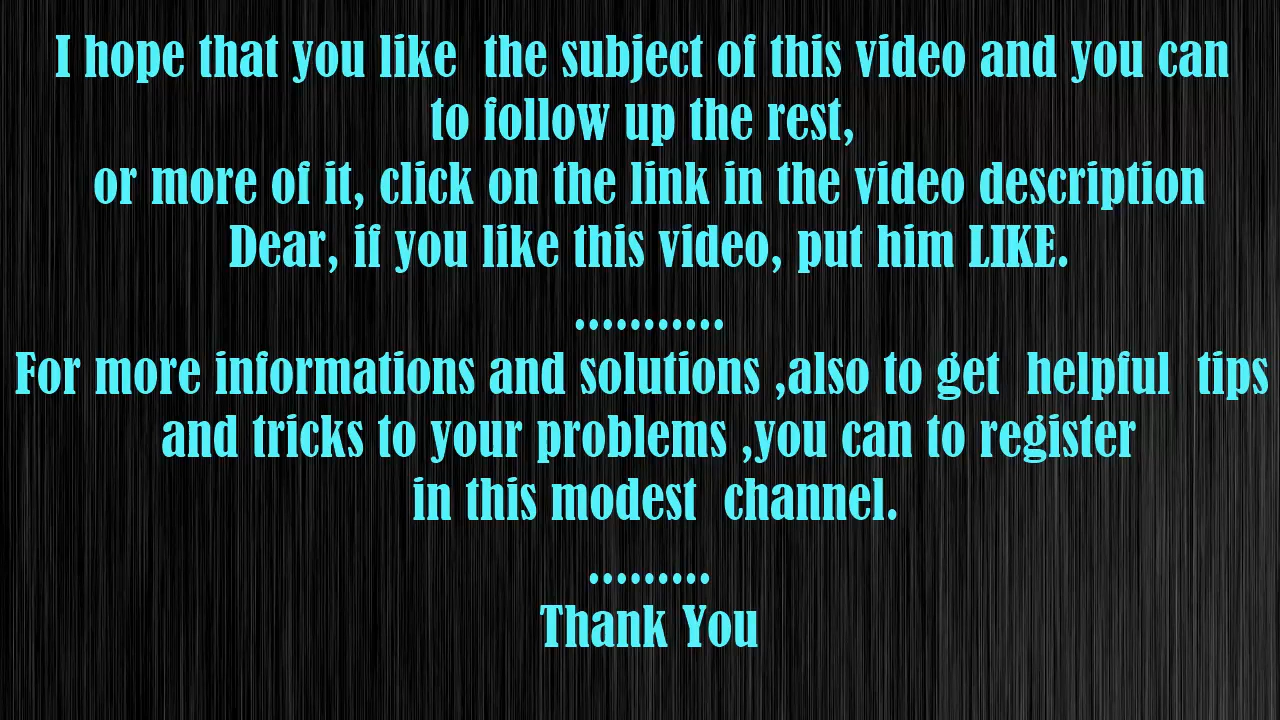 I hope that you like  the subject of this video and you can
to follow up the rest,
or more of it, click on the link in the video description
Dear, if you like this video, put him LIKE.
...........
For more informations and solutions ,also to get  helpful  tips
and tricks to your problems ,you can to register
in this modest  channel.
.........
Thank You